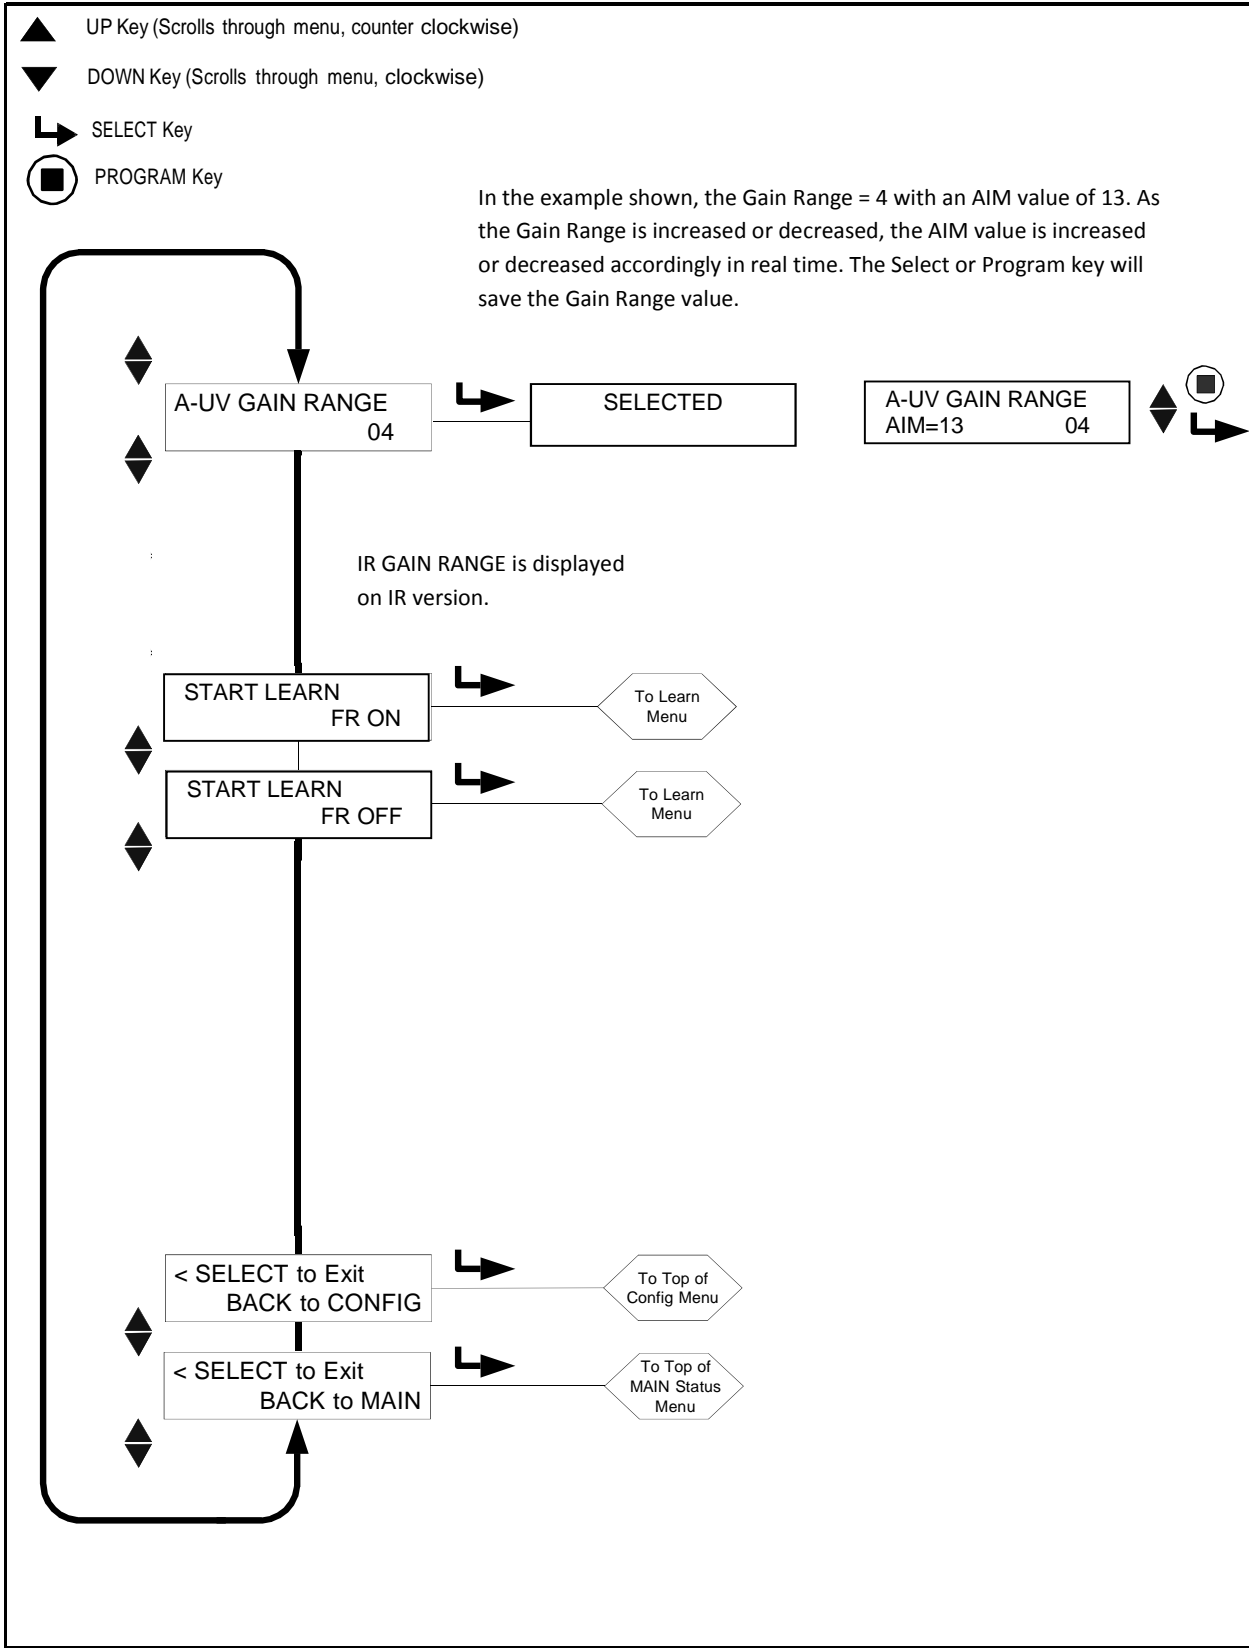 UP Key (Scrolls through menu, counter clockwise)
DOWN Key (Scrolls through menu, clockwise)
SELECT Key
PROGRAM Key
In the example shown, the Gain Range = 4 with an AIM value of 13. As
the Gain Range is increased or decreased, the AIM value is increased
or decreased accordingly in real time. The Select or Program key will
save the Gain Range value.
A-UV GAIN RANGE
04
SELECTED
A-UV GAIN RANGE
AIM=13 04
IR GAIN RANGE is displayed
on IR version.
START LEARN
FR ON
To Learn
Menu
START LEARN
FR OFF
To Learn
Menu
< SELECT to Exit
BACK to CONFIG
To Top of
Config Menu
< SELECT to Exit
BACK to MAIN
To Top of
MAIN Status
Menu